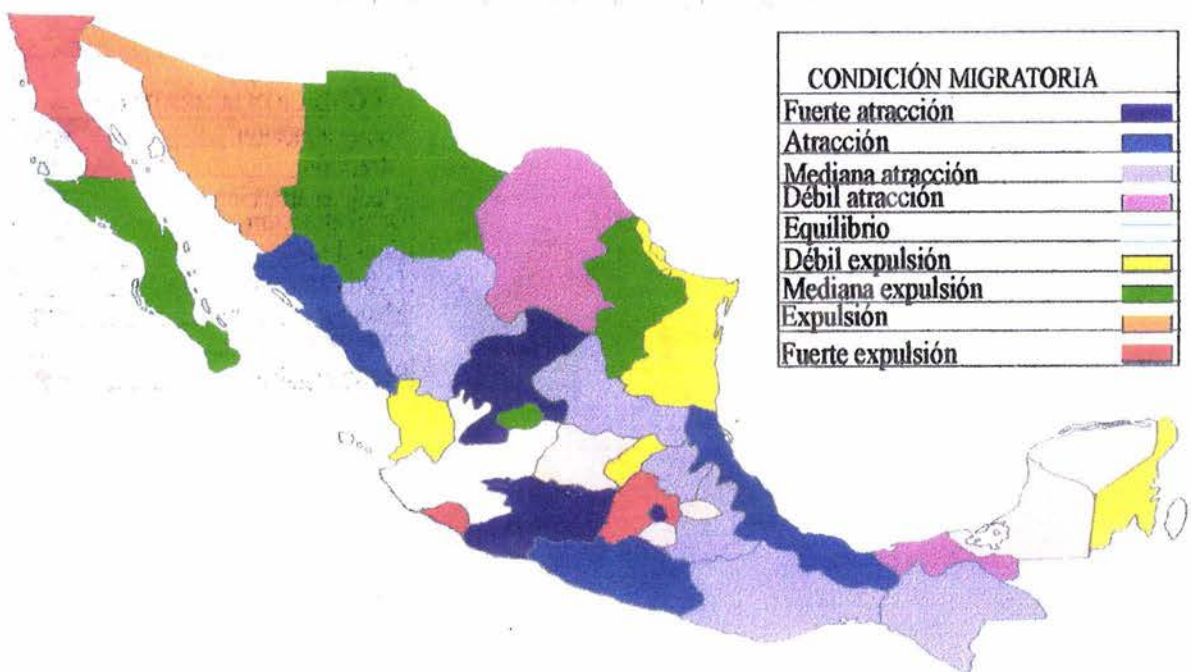 CONDICIÓN MIGRATORIA
Fuerte atracción
Atracción
Mediana atracción
Débil atracción
Equilibrio
Débil expulsión
Mediana expulsión
Expulsión
Fuerte expulsión